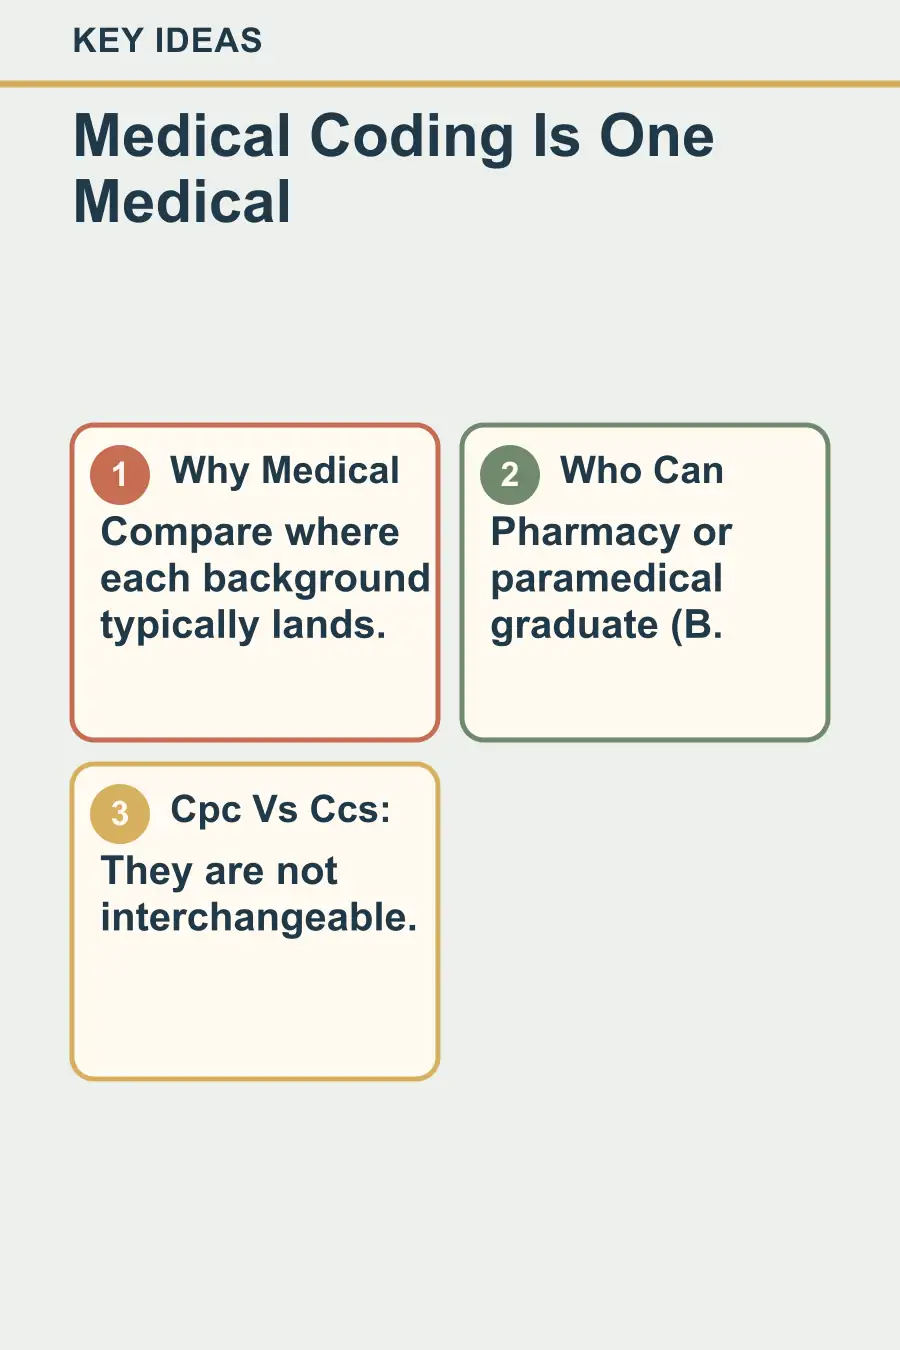 KEY IDEAS
Medical Coding Is One
Medical
1 Why Medical
Compare where
each background
typically lands.
2 Who Can
Pharmacy or
paramedical
graduate (B.
3 Cpc Vs Ccs:
They are not
interchangeable.